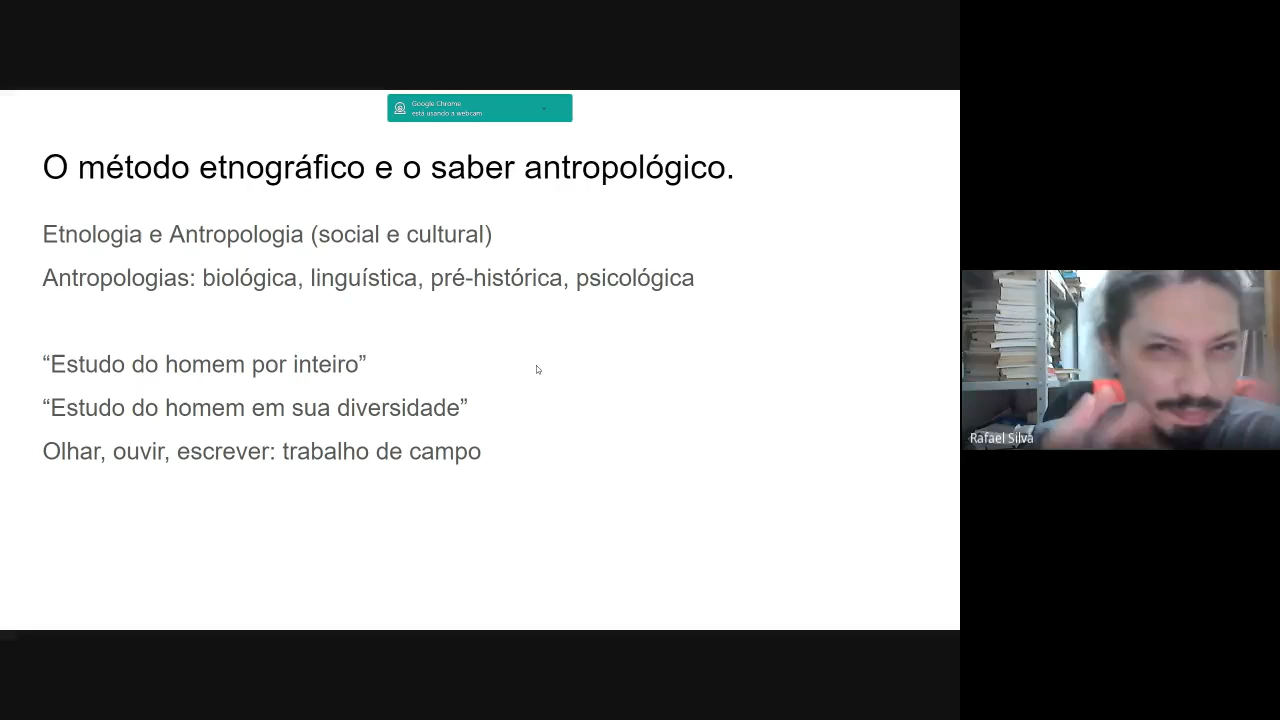 Google Chrome
está usando a webcam
O método etnográfico e o saber antropológico.
Etnologia e Antropologia (social e cultural)
Antropologias: biológica, linguística, pré-histórica, psicológica
“Estudo do homem por inteiro”
“Estudo do homem em sua diversidade”
Olhar, ouvir, escrever: trabalho de campo
Rafael Silva